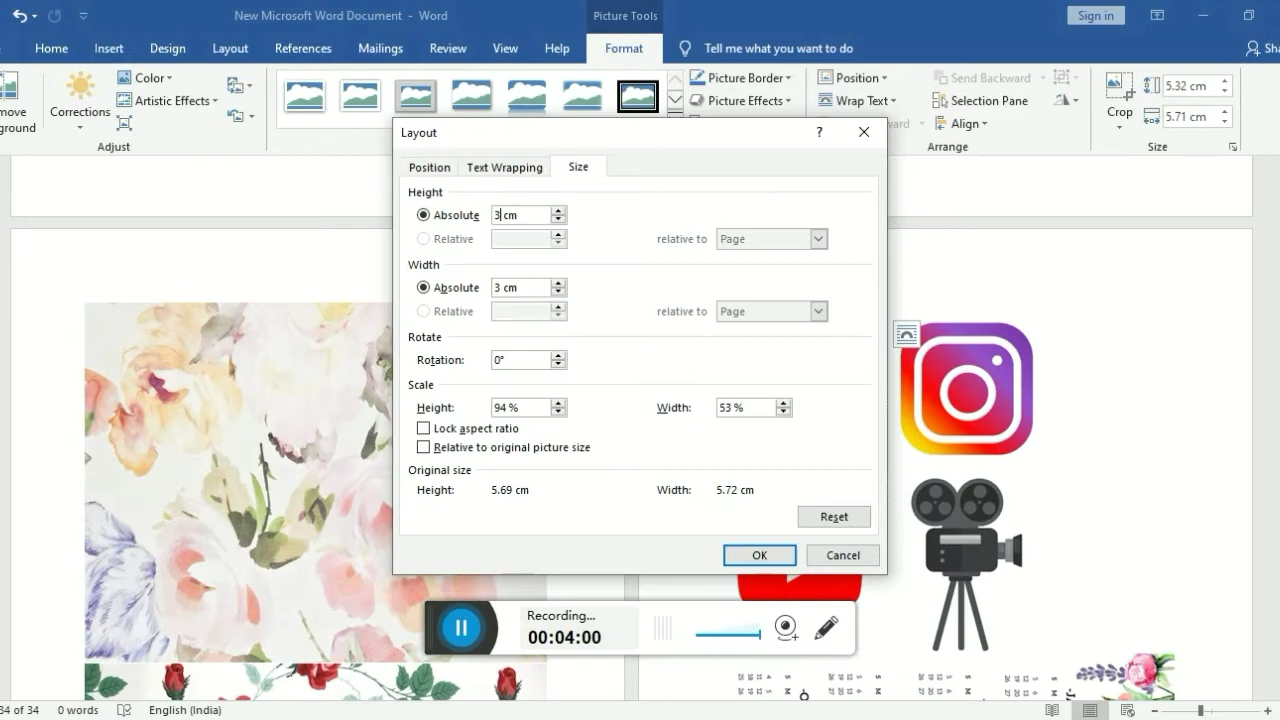 New Microsoft Word Document - Word
Picture Tools
Sign in
Home Insert Design Layout References Mailings Review View Help Format Tell me what you want to do
Color
Artistic Effects
Corrections
Adjust
Picture Border
Picture Effects
Position
Wrap Text
Send Backward
Selection Pane
Align
Arrange
Crop
5.32 cm
5.71 cm
Size
Layout
? 
Position Text Wrapping Size
Height
Absolute 3 cm
Relative relative to Page
Width
Absolute 3 cm
Relative relative to Page
Rotate
Rotation: 0°
Scale
Height: 94 % Width: 53 %
Lock aspect ratio
Relative to original picture size
Original size
Height: 5.69 cm Width: 5.72 cm
Reset
OK Cancel
Recording...
00:04:00
34 of 34 0 words English (India)